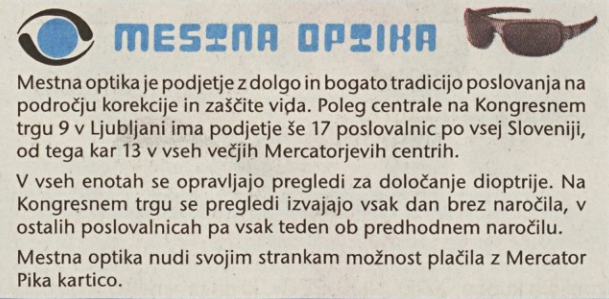 MESTNA OPTIKA
Mestna optika je podjetje z dolgo in bogato tradicijo poslovanja na
področju korekcije in zaščite vida. Poleg centrale na Kongresnem
trgu 9 v Ljubljani ima podjetje še 17 poslovalnic po vsej Sloveniji,
od tega kar 13 v vseh večjih Mercatorjevih centrih.
V vseh enotah se opravljajo pregledi za določanje dioptrije. Na
Kongresnem trgu se pregledi izvajajo vsak dan brez naročila, v
ostalih poslovalnicah pa vsak teden ob predhodnem naročilu.
Mestna optika nudi svojim strankam možnost plačila z Mercator
Pika kartico.